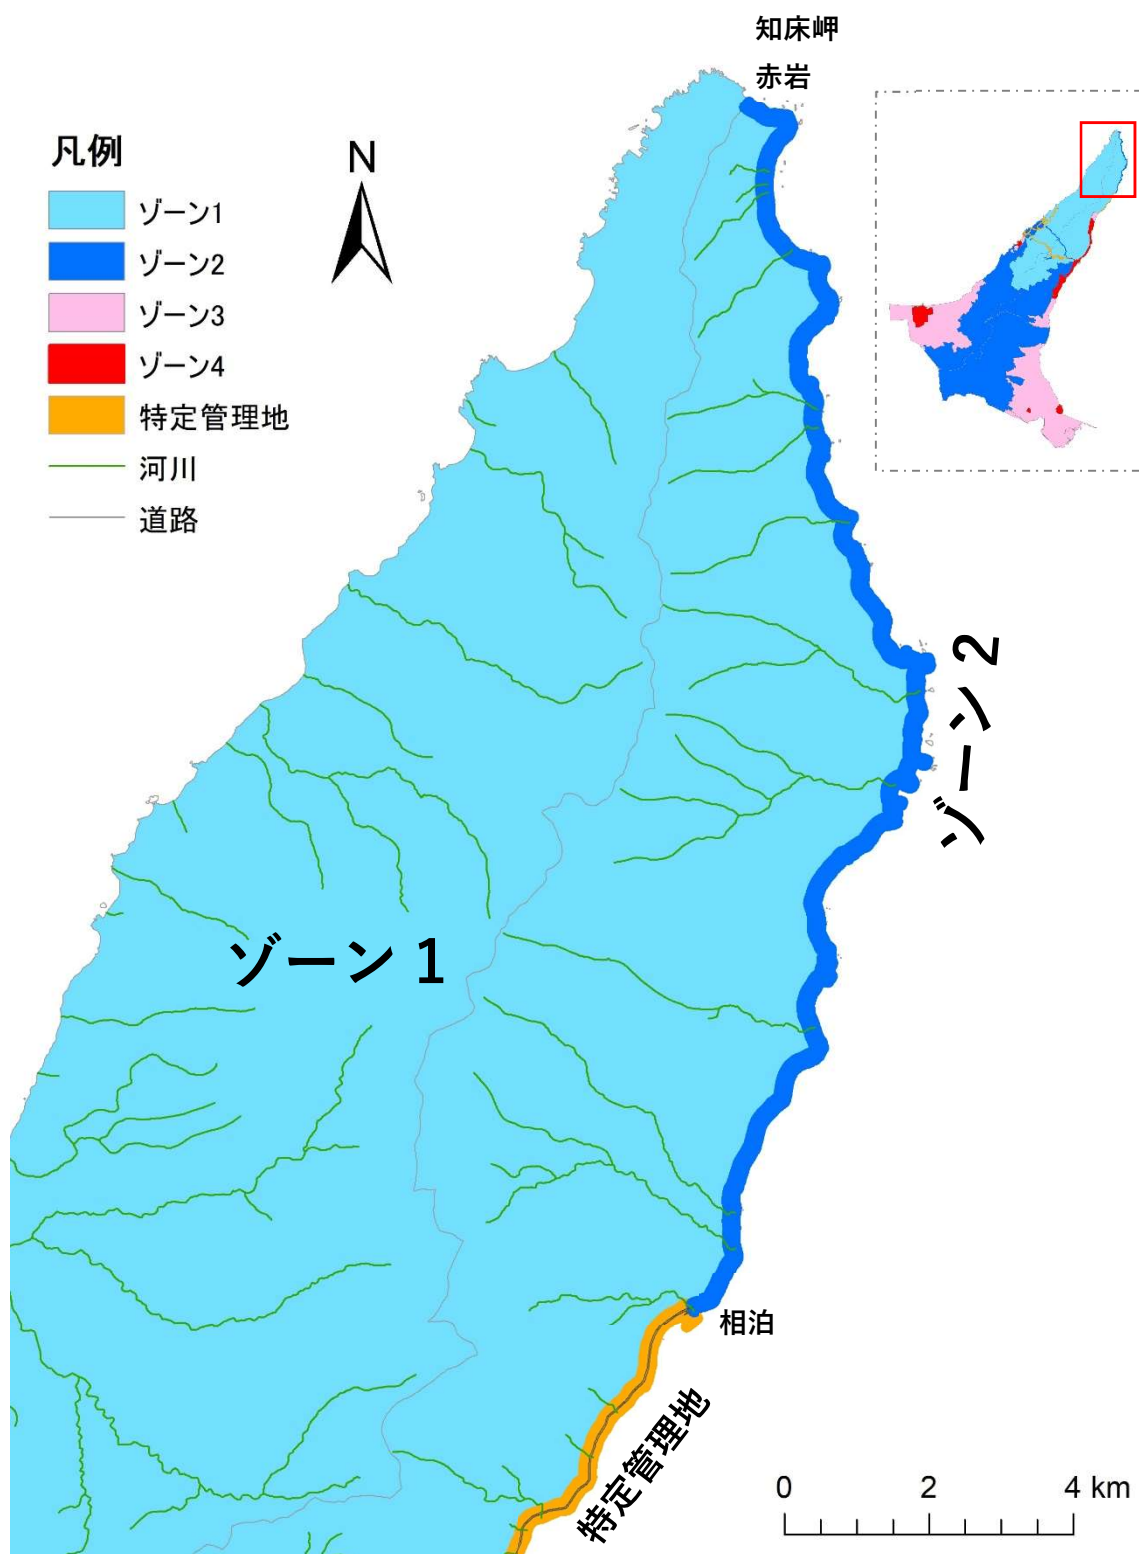 知床岬
赤岩
凡例
ゾーン1
ゾーン2
ゾーン3
ゾーン4
特定管理地
河川
道路
N
ゾーン２
ゾーン１
相泊
特定管理地
0 2 4 km